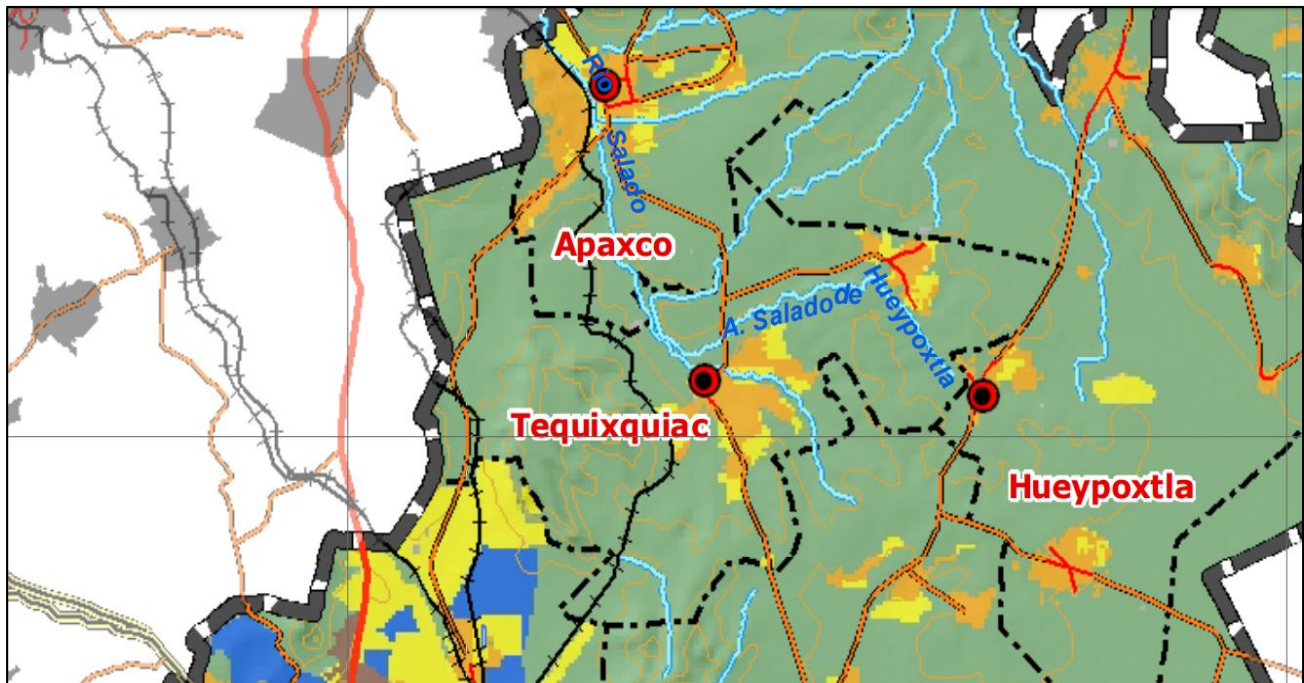 Río
Salado
Apaxco
A. Salado de
Hueypoxtla
Tequixquiac
Hueypoxtla